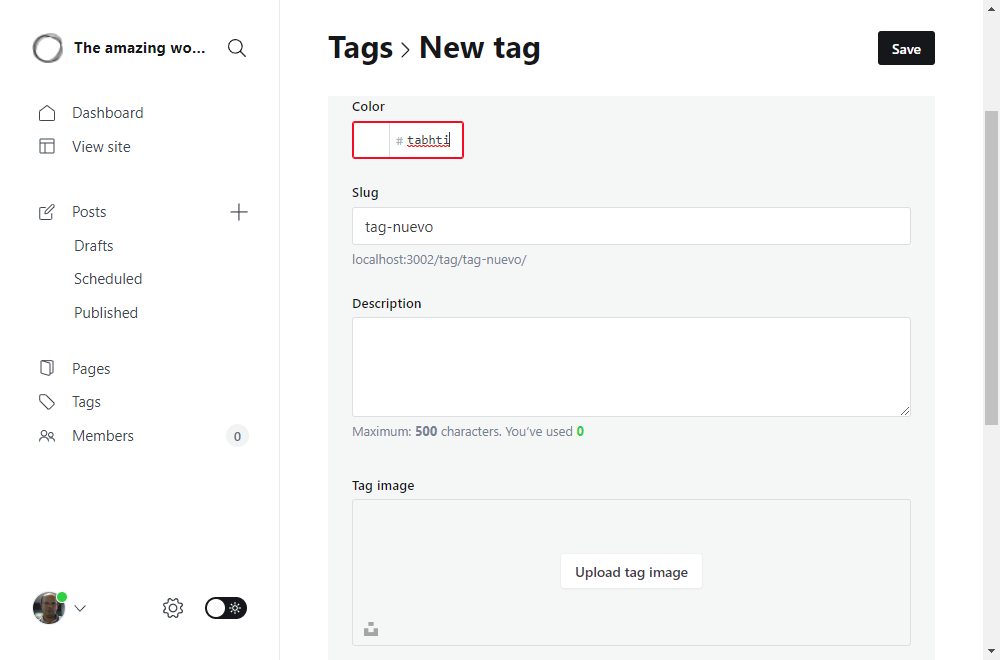 The amazing wo...
Dashboard
View site
Posts
Drafts
Scheduled
Published
Pages
Tags
Members 0
Tags > New tag
Save
Color
# tabhti
Slug
tag-nuevo
localhost:3002/tag/tag-nuevo/
Description
Maximum: 500 characters. You've used 0
Tag image
Upload tag image